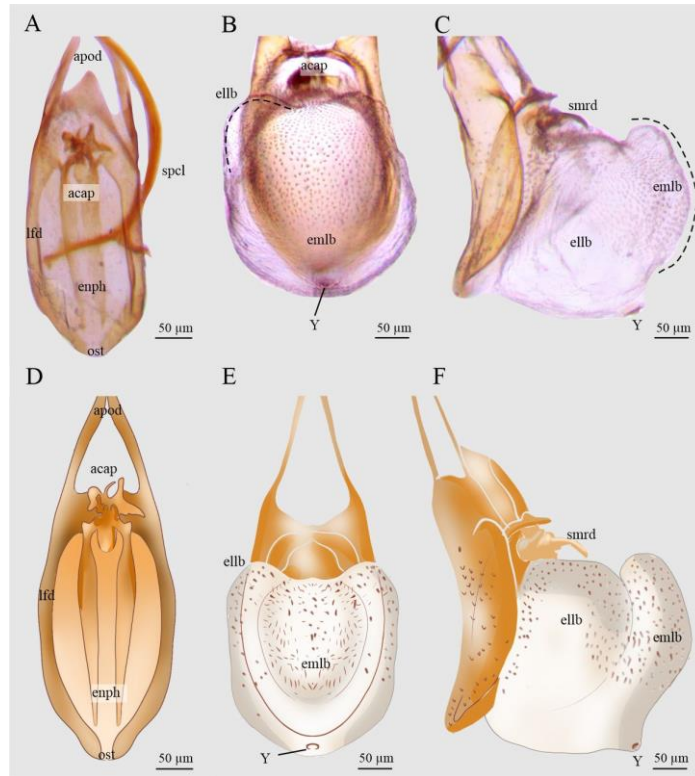 A
apod
spcl
acap
lfd
enph
50 µm
ost
B
acap
ellb
emlb
Y
50 µm
C
smrd
emlb
ellb
Y
50 µm
D
apod
acap
lfd
enph
ost
50 µm
E
ellb
emlb
Y
50 µm
F
smrd
ellb
emlb
Y
50 µm